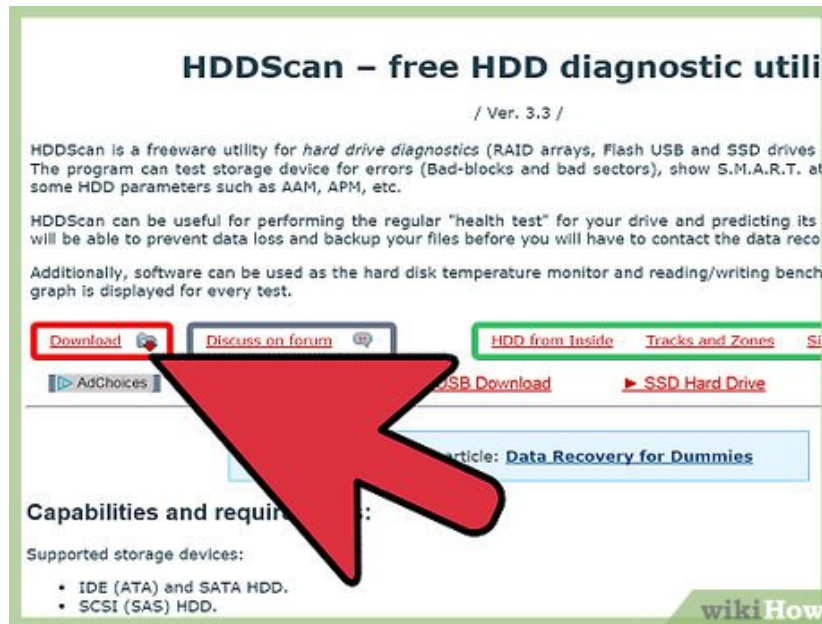 HDDScan – free HDD diagnostic utili
/ Ver. 3.3 /
HDDScan is a freeware utility for hard drive diagnostics (RAID arrays, Flash USB and SSD drives
The program can test storage device for errors (Bad-blocks and bad sectors), show S.M.A.R.T. at
some HDD parameters such as AAM, APM, etc.
HDDScan can be useful for performing the regular "health test" for your drive and predicting its
will be able to prevent data loss and backup your files before you will have to contact the data reco
Additionally, software can be used as the hard disk temperature monitor and reading/writing bench
graph is displayed for every test.
Download Discuss on forum HDD from Inside Tracks and Zones Si
AdChoices USB Download ► SSD Hard Drive
article: Data Recovery for Dummies
Capabilities and requir :
Supported storage devices:
• IDE (ATA) and SATA HDD.
• SCSI (SAS) HDD.
wikiHow